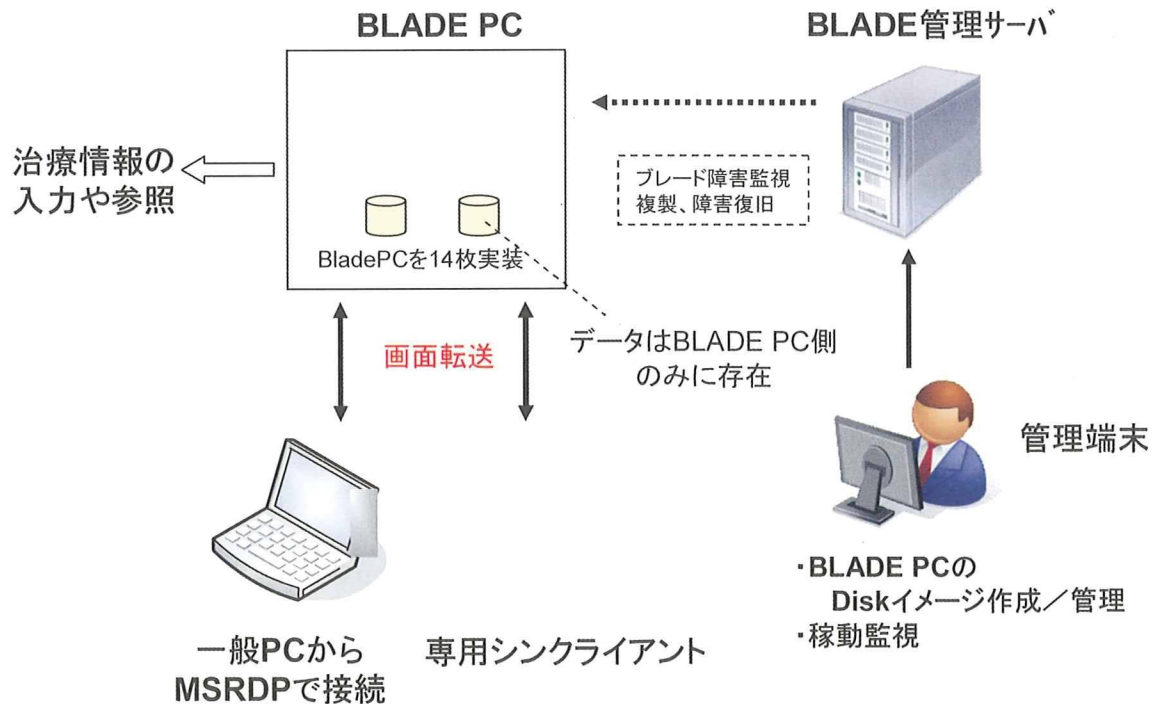 BLADE PC
BLADE管理サーバ
治療情報の
入力や参照
ブレード障害監視
複製、障害復旧
BladePCを14枚実装
画面転送
データはBLADE PC側
のみに存在
管理端末
・BLADE PCの
Diskイメージ作成／管理
・稼動監視
一般PCから
MSRDPで接続
専用シンクライアント